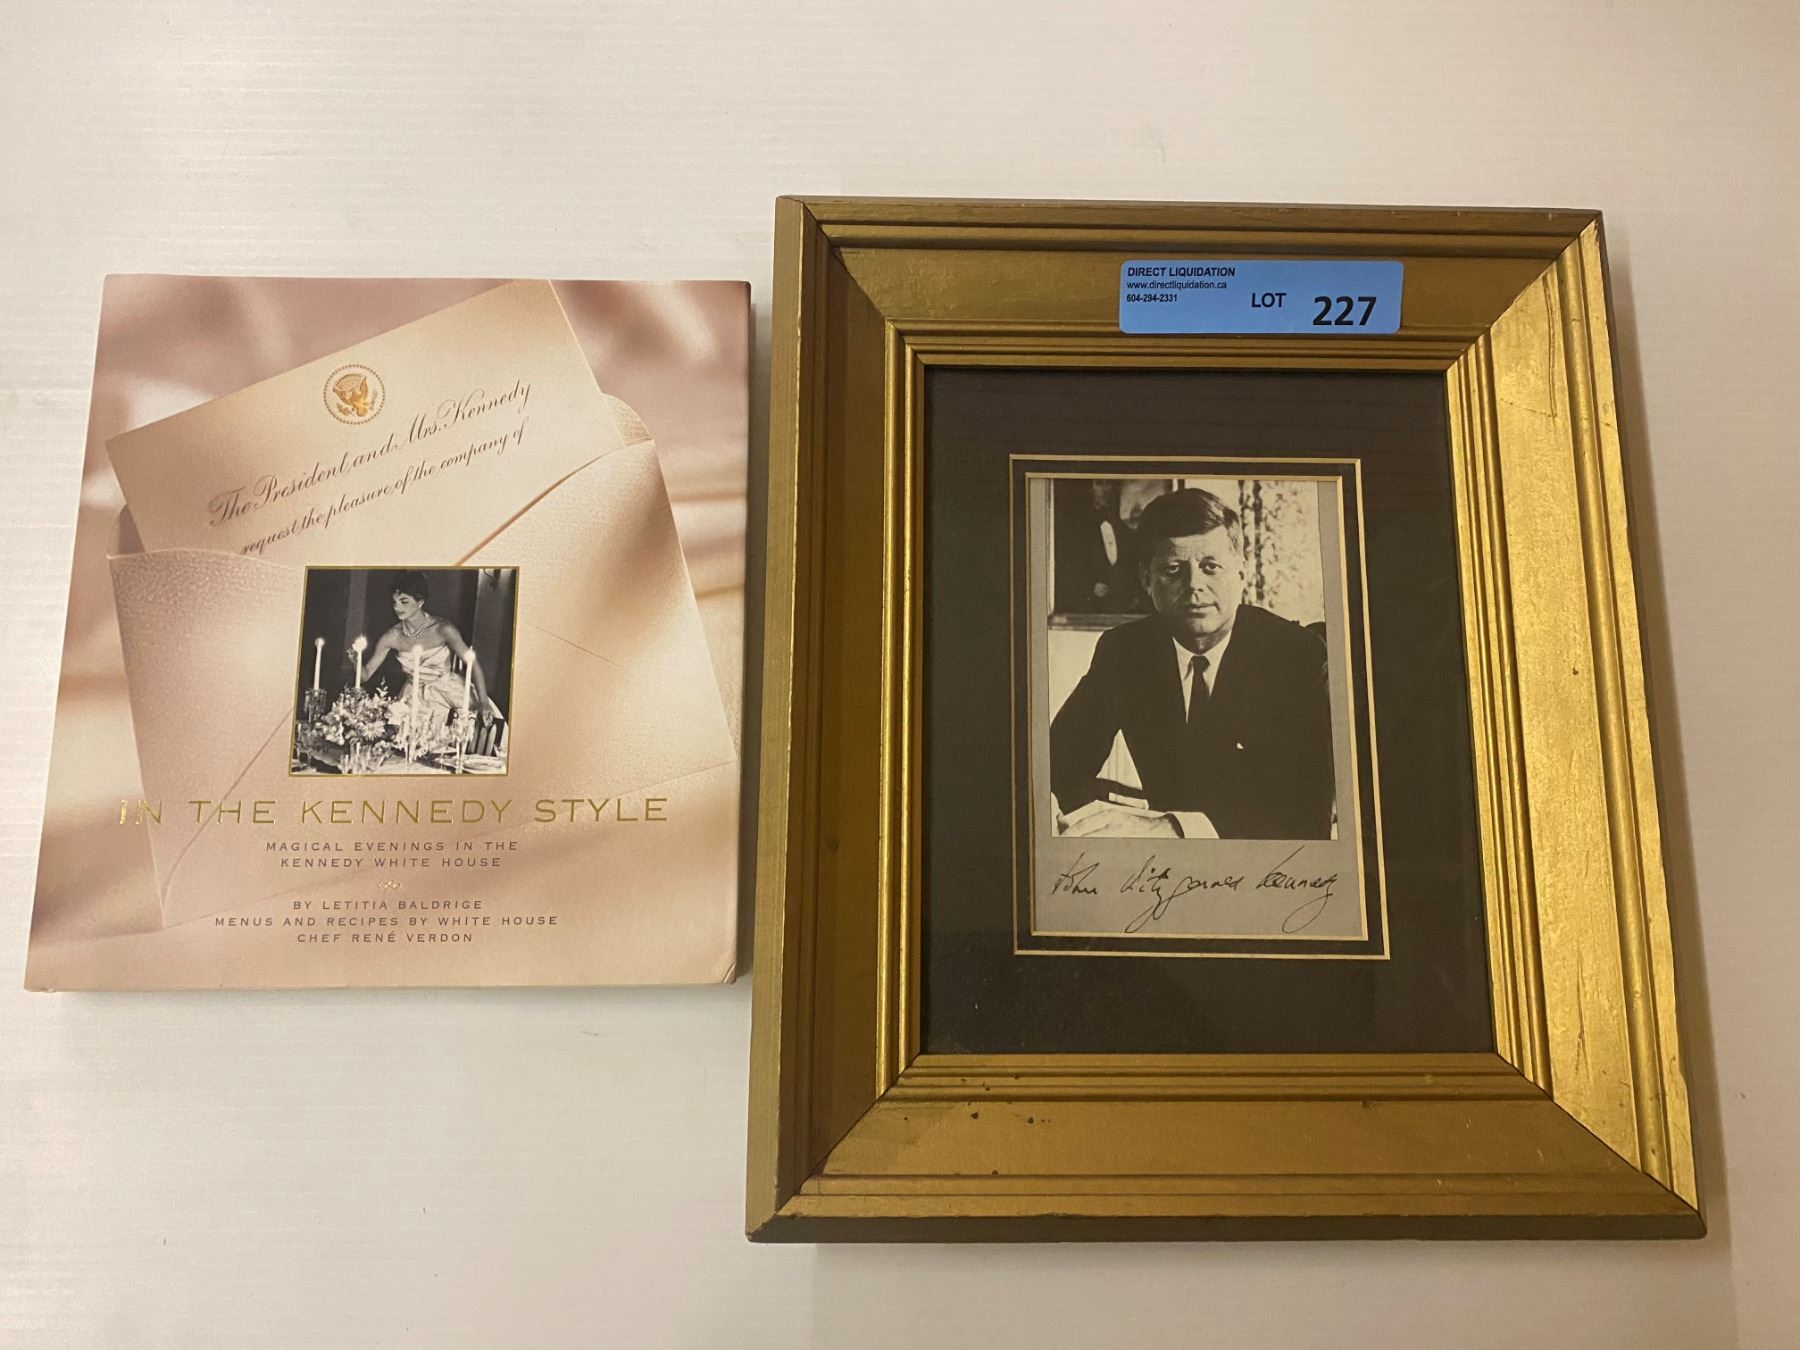 The President and Mrs. Kennedy
request the pleasure of the company of
IN THE KENNEDY STYLE
MAGICAL EVENINGS IN THE
KENNEDY WHITE HOUSE
BY LETITIA BALDRIGE
MENUS AND RECIPES BY WHITE HOUSE
CHEF RENÉ VERDON
DIRECT LIQUIDATION
www.directliquidation.ca
604-294-2331
LOT 227
John Fitzgerald Kennedy